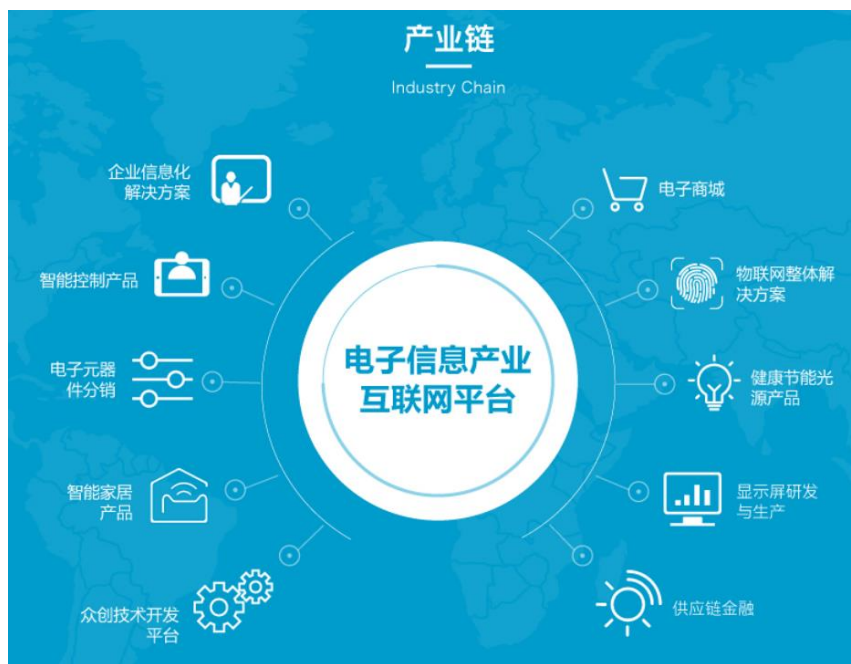 产业链
Industry Chain
企业信息化
解决方案
电子商城
智能控制产品
物联网整体解
决方案
电子信息产业
互联网平台
电子元器
件分销
健康节能光
源产品
智能家居
产品
显示屏研发
与生产
众创技术开发
平台
供应链金融